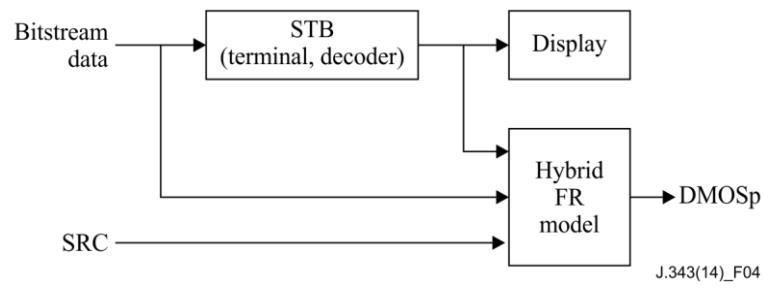 Bitstream
data
STB
(terminal, decoder)
Display
Hybrid
FR
model
DMOSp
SRC
J.343(14)_F04